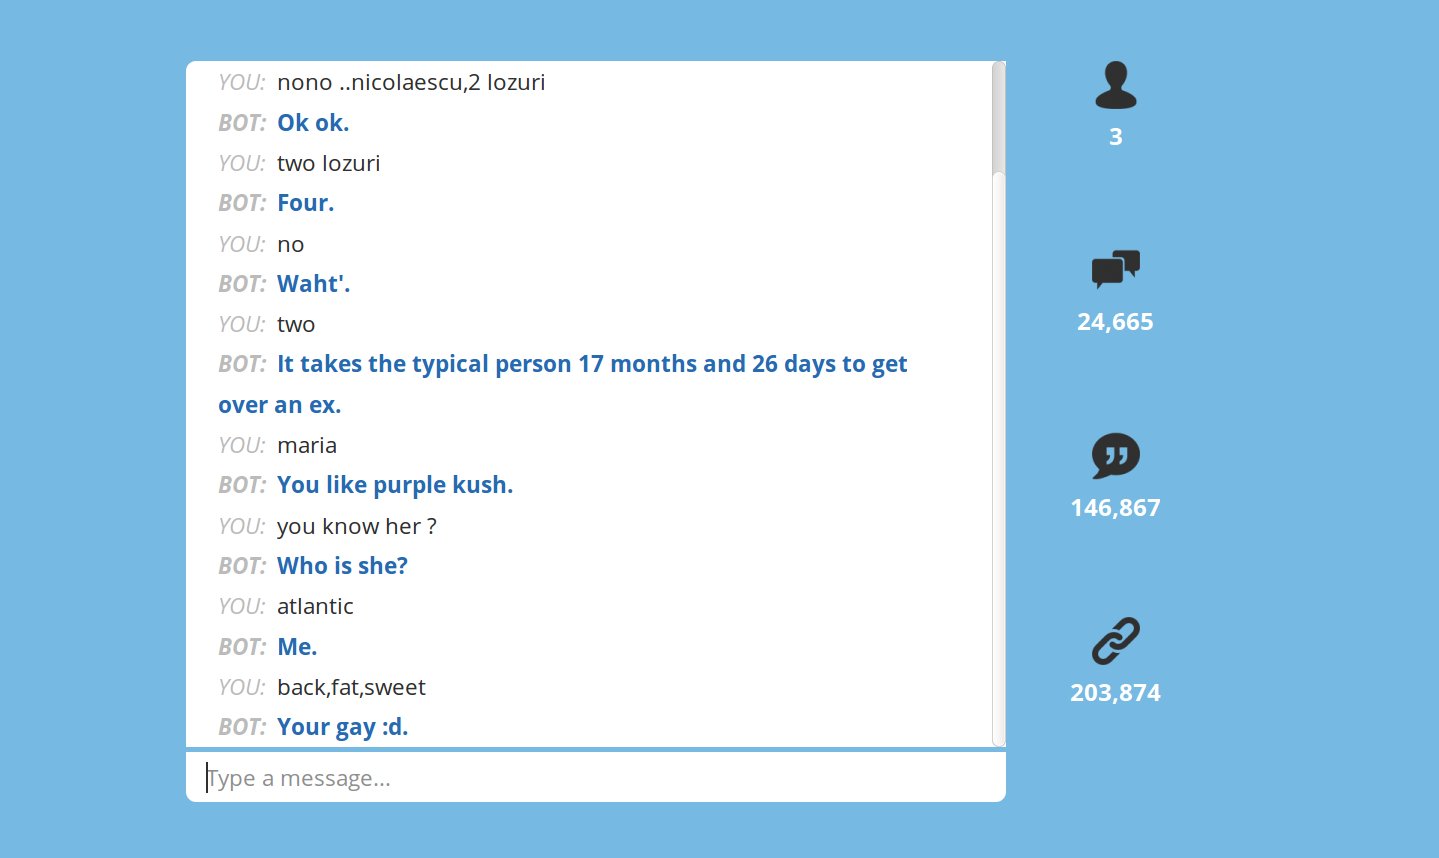 YOU: nono ..nicolaescu,2 lozuri
BOT: Ok ok.
YOU: two lozuri
BOT: Four.
YOU: no
BOT: Waht'.
YOU: two
BOT: It takes the typical person 17 months and 26 days to get
over an ex.
YOU: maria
BOT: You like purple kush.
YOU: you know her ?
BOT: Who is she?
YOU: atlantic
BOT: Me.
YOU: back,fat,sweet
BOT: Your gay :d.
Type a message...
3
24,665
146,867
203,874